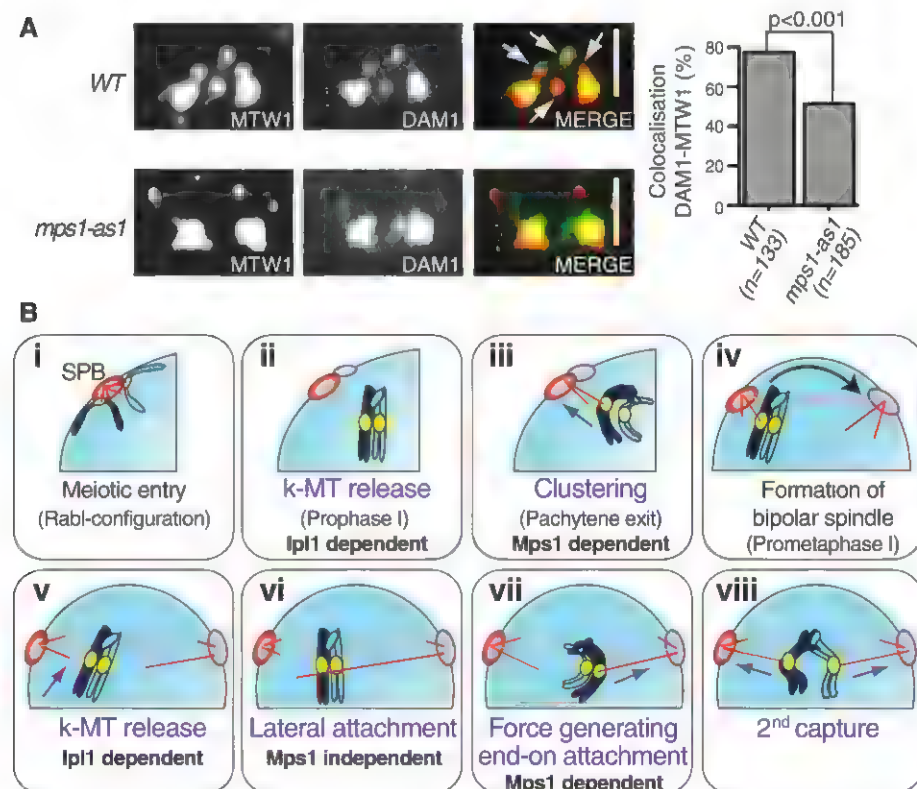 A
WT
MTW1
DAM1
MERGE
mps1-as1
MTW1
DAM1
MERGE
p<0.001
Colocalisation
DAM1-MTW1 (%)
80
60
40
20
0
WT
(n=133)
mps1-as1
(n=185)
B
i
SPB
Meiotic entry
(Rabl-configuration)
ii
k-MT release
(Prophase I)
Ipl1 dependent
iii
Clustering
(Pachytene exit)
Mps1 dependent
iv
Formation of
bipolar spindle
(Prometaphase I)
v
k-MT release
Ipl1 dependent
vi
Lateral attachment
Mps1 independent
vii
Force generating
end-on attachment
Mps1 dependent
viii
2nd capture